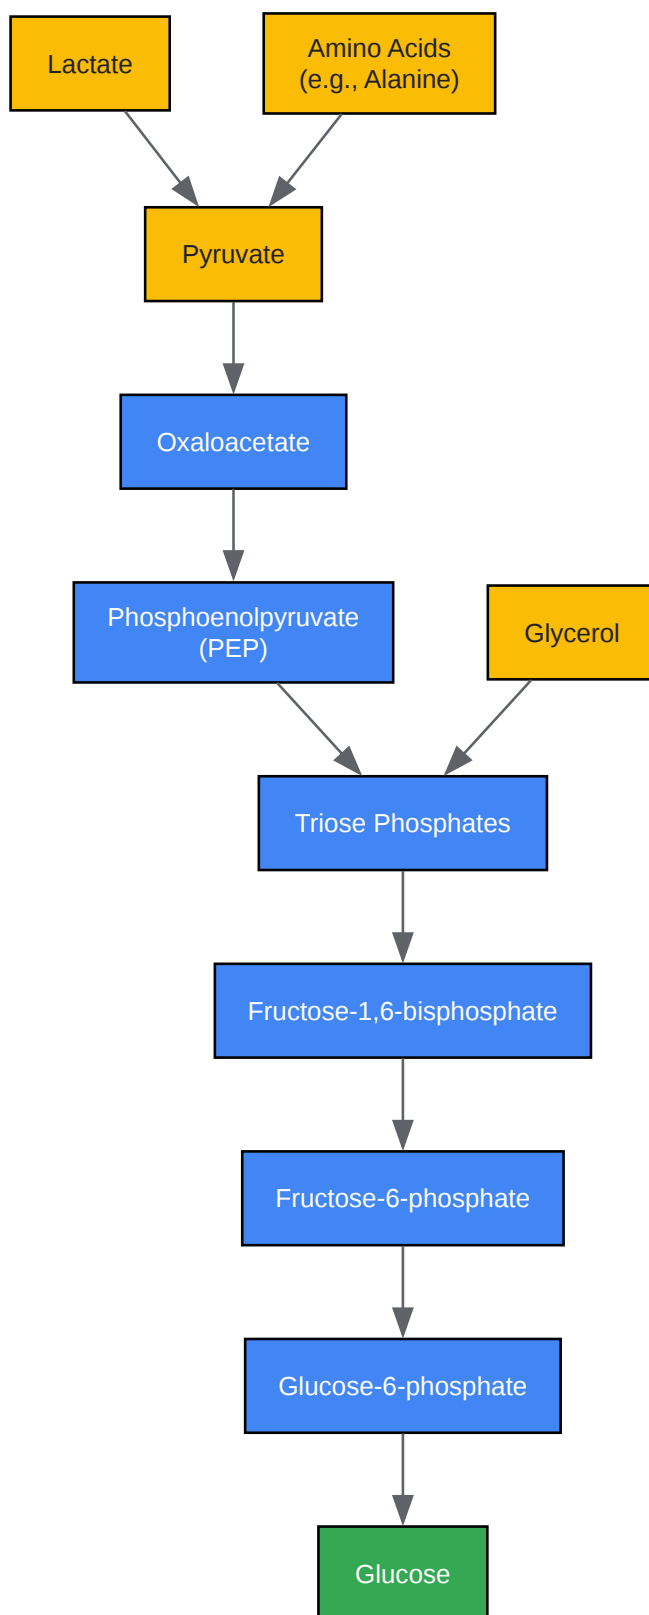 Lactate
Amino Acids
(e.g., Alanine)
Pyruvate
Oxaloacetate
Phosphoenolpyruvate
(PEP)
Glycerol
Triose Phosphates
Fructose-1,6-bisphosphate
Fructose-6-phosphate
Glucose-6-phosphate
Glucose